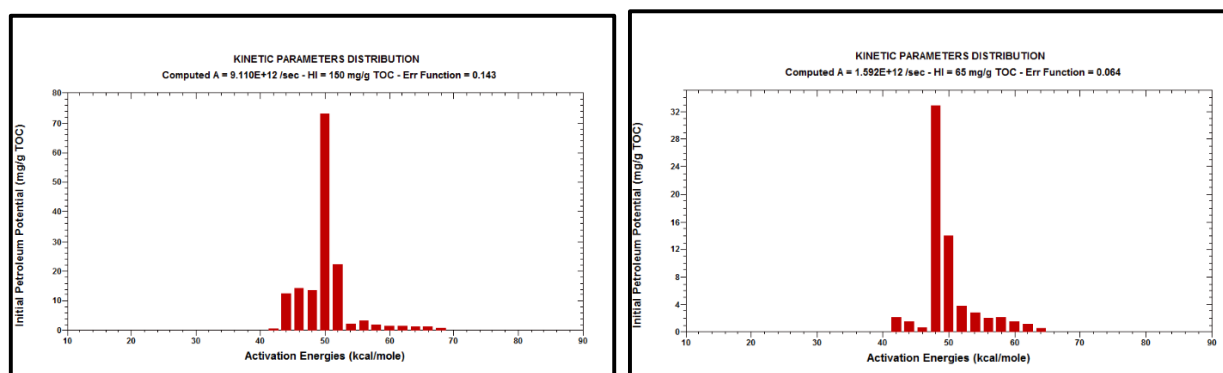 KINETIC PARAMETERS DISTRIBUTION
Computed A = 9.110E+12 /sec - HI = 150 mg/g TOC - Err Function = 0.143
Initial Petroleum Potential (mg/g TOC)
80
70
60
50
40
30
20
10
0
10 20 30 40 50 60 70 80 90
Activation Energies (kcal/mole)
KINETIC PARAMETERS DISTRIBUTION
Computed A = 1.592E+12 /sec - HI = 65 mg/g TOC - Err Function = 0.064
Initial Petroleum Potential (mg/g TOC)
32
28
24
20
16
12
8
4
0
10 20 30 40 50 60 70 80 90
Activation Energies (kcal/mole)